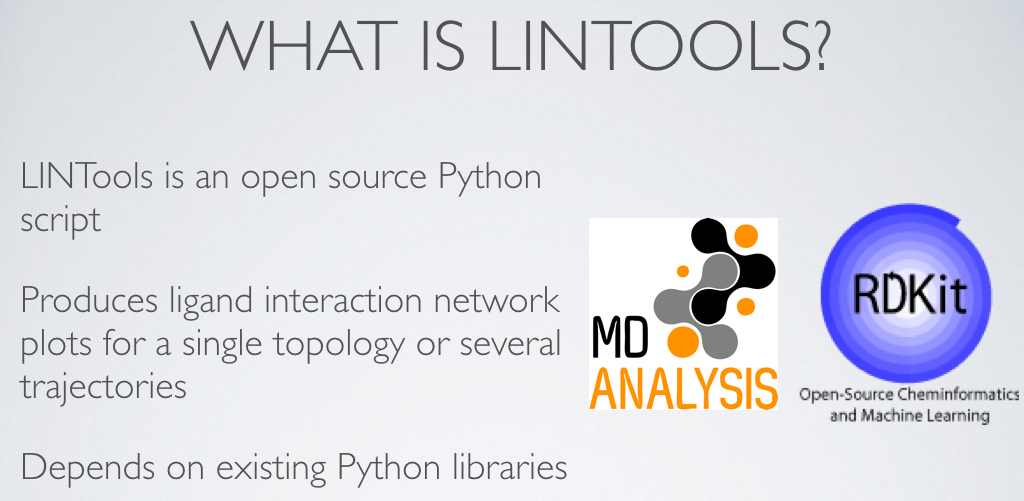 WHAT IS LINTOOLS?
LINTools is an open source Python
script
Produces ligand interaction network
plots for a single topology or several
trajectories
Depends on existing Python libraries
MD
ANALYSIS
RDKit
Open-Source Cheminformatics
and Machine Learning